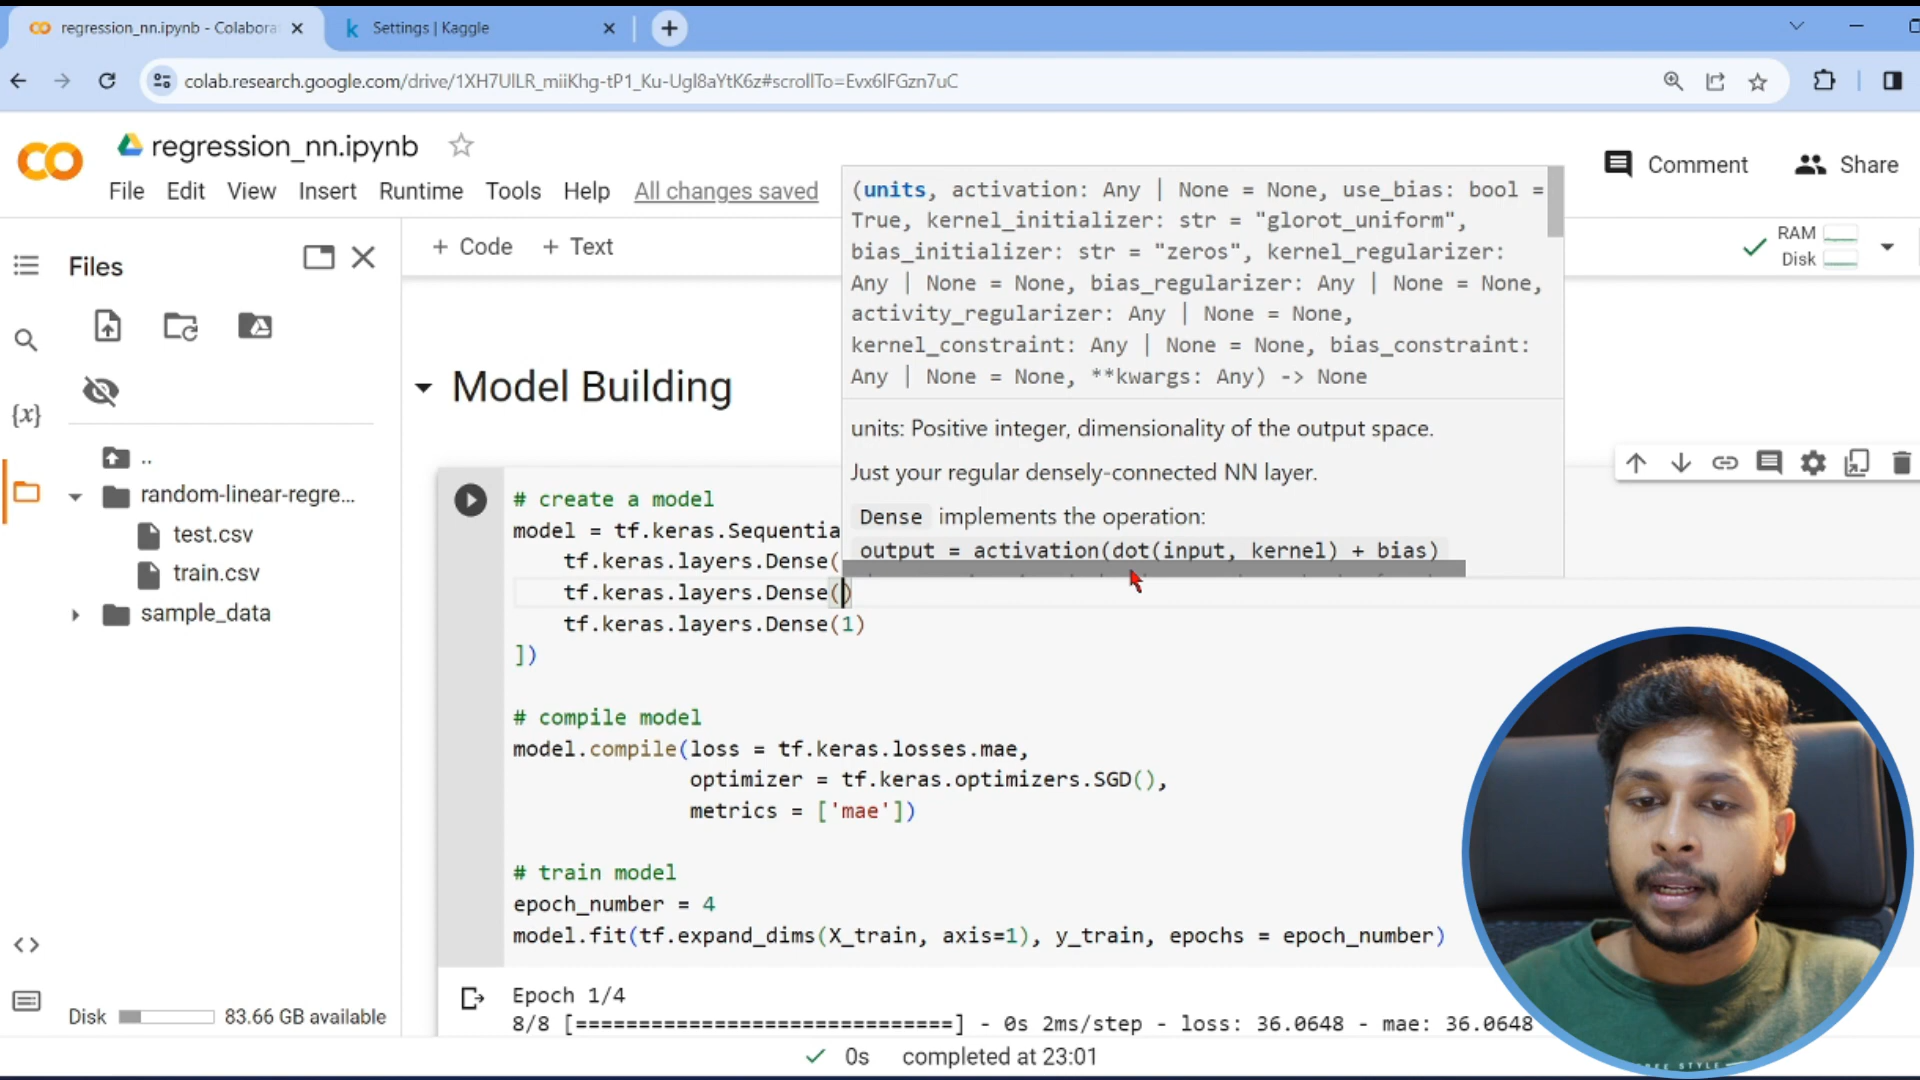 regression_nn.ipynb - Colabora
Settings | Kaggle
colab.research.google.com/drive/1XH7UlLR_miiKhg-tP1_Ku-Ugl8aYtK6z#scrollTo=Evx6lFGzn7uC
regression_nn.ipynb
Comment
Share
File Edit View Insert Runtime Tools Help All changes saved
Files
+ Code + Text
RAM
Disk
(units, activation: Any | None = None, use_bias: bool =
True, kernel_initializer: str = "glorot_uniform",
bias_initializer: str = "zeros", kernel_regularizer:
Any | None = None, bias_regularizer: Any | None = None,
activity_regularizer: Any | None = None,
kernel_constraint: Any | None = None, bias_constraint:
Any | None = None, **kwargs: Any) -> None
units: Positive integer, dimensionality of the output space.
Just your regular densely-connected NN layer.
Dense implements the operation:
output = activation(dot(input, kernel) + bias)
{x}
..
random-linear-regre...
test.csv
train.csv
sample_data
Disk 83.66 GB available
Model Building
# create a model
model = tf.keras.Sequentia
tf.keras.layers.Dense(
tf.keras.layers.Dense()
tf.keras.layers.Dense(1)
])
# compile model
model.compile(loss = tf.keras.losses.mae,
optimizer = tf.keras.optimizers.SGD(),
metrics = ['mae'])
# train model
epoch_number = 4
model.fit(tf.expand_dims(X_train, axis=1), y_train, epochs = epoch_number)
Epoch 1/4
8/8 [==============================] - 0s 2ms/step - loss: 36.0648 - mae: 36.0648
0s completed at 23:01